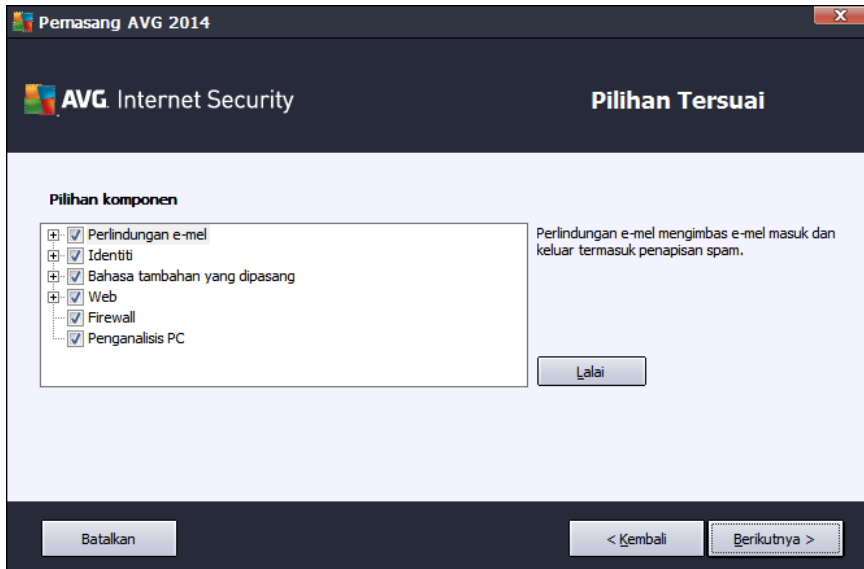 Pemasang AVG 2014
AVG. Internet Security
Pilihan Tersuai
Pilihan komponen
Perlindungan e-mel
Identiti
Bahasa tambahan yang dipasang
Web
Firewall
Penganalisis PC
Perlindungan e-mel mengimbas e-mel masuk dan
keluar termasuk penapisan spam.
Lalai
Batalkan
< Kembali
Berikutnya >